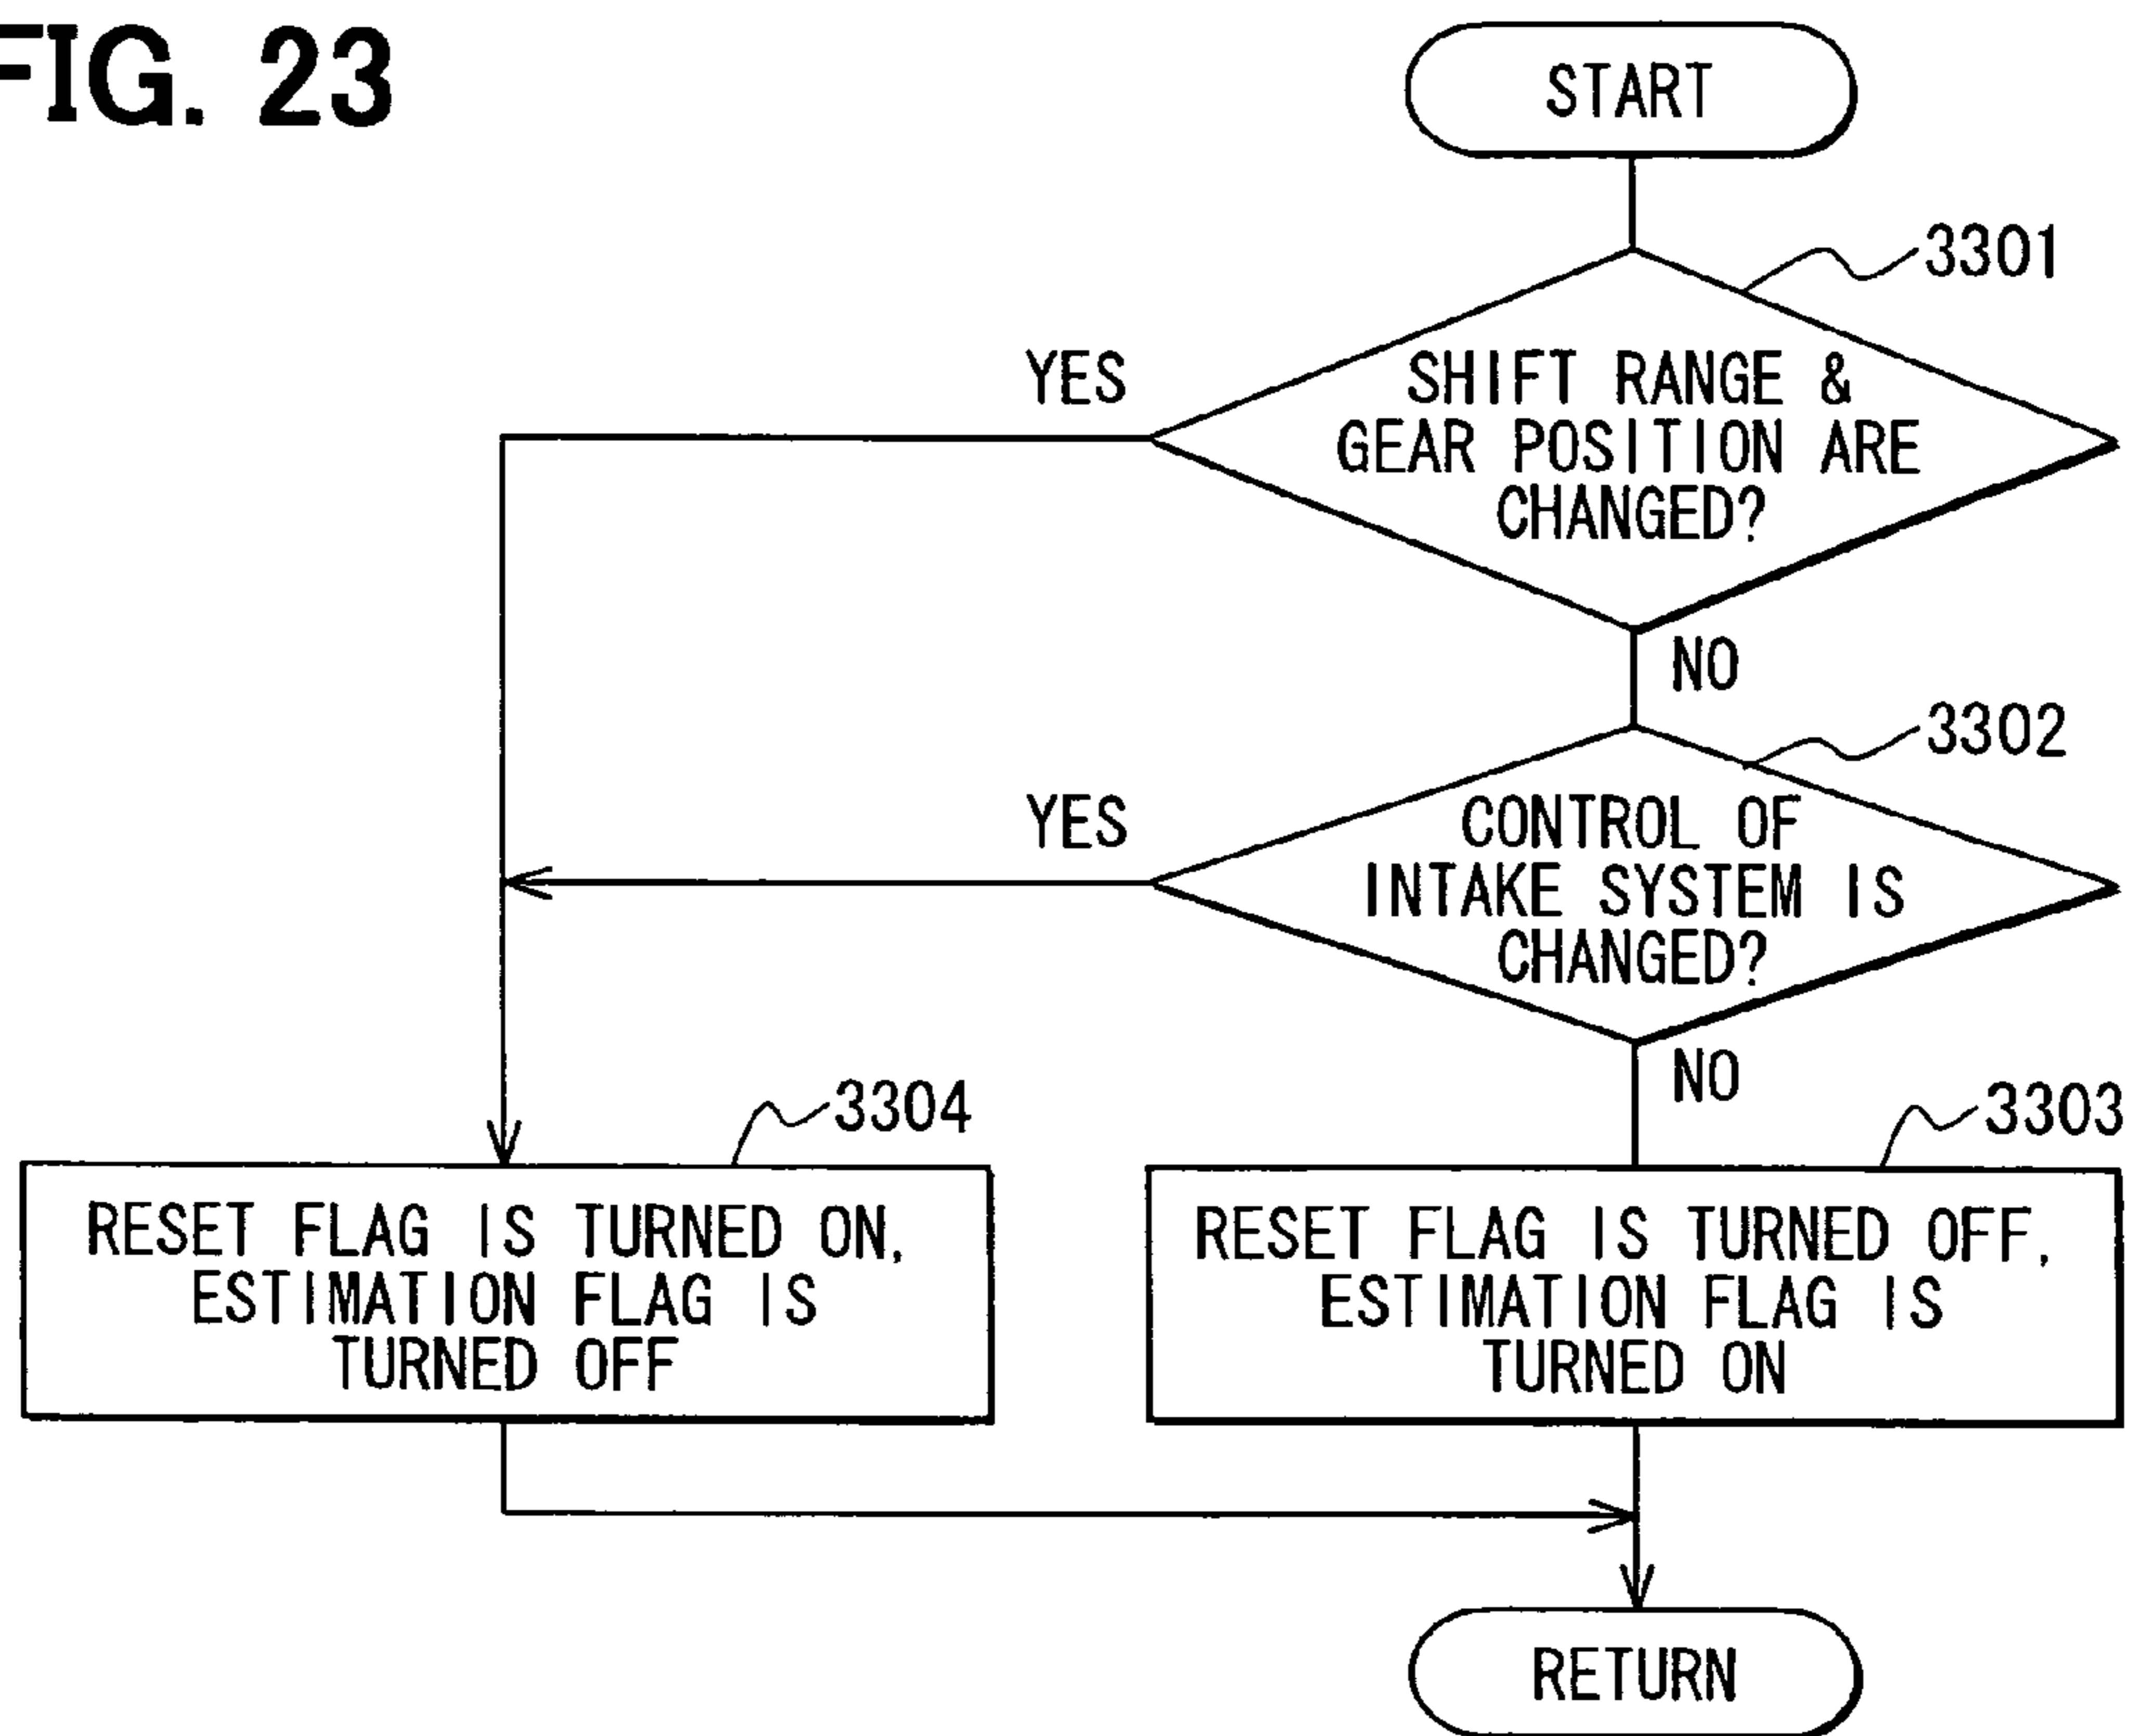 FIG. 23
START
3301
YES
SHIFT RANGE &
GEAR POSITION ARE
CHANGED?
NO
3302
YES
CONTROL OF
INTAKE SYSTEM IS
CHANGED?
NO
3304
3303
RESET FLAG IS TURNED ON,
ESTIMATION FLAG IS
TURNED OFF
RESET FLAG IS TURNED OFF,
ESTIMATION FLAG IS
TURNED ON
RETURN